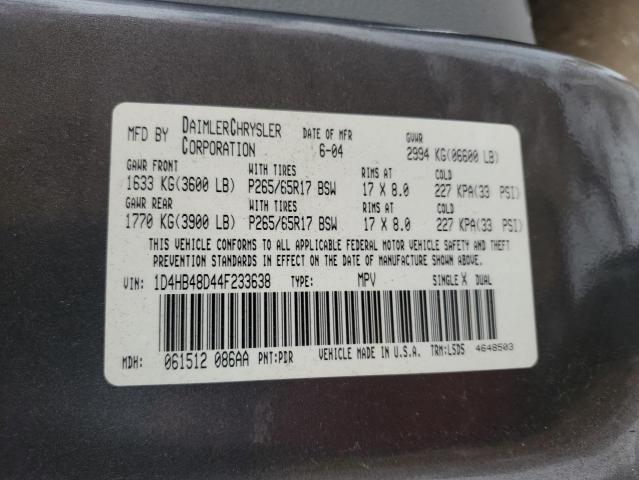 MFD BY DAIMLERCHRYSLER CORPORATION DATE OF MFR 6-04 GVWR 2994 KG(06600 LB)
GAWR FRONT WITH TIRES RIMS AT COLD
1633 KG(3600 LB) P265/65R17 BSW 17 X 8.0 227 KPA(33 PSI)
GAWR REAR WITH TIRES RIMS AT COLD
1770 KG(3900 LB) P265/65R17 BSW 17 X 8.0 227 KPA(33 PSI)
THIS VEHICLE CONFORMS TO ALL APPLICABLE FEDERAL MOTOR VEHICLE SAFETY AND THEFT
PREVENTION STANDARDS IN EFFECT ON THE DATE OF MANUFACTURE SHOWN ABOVE.
VIN: 1D4HB48D44F233638 TYPE: MPV SINGLE X DUAL
MDH: 061512 086AA PNT:PDR VEHICLE MADE IN U.S.A. TRM:L5D5 4648503